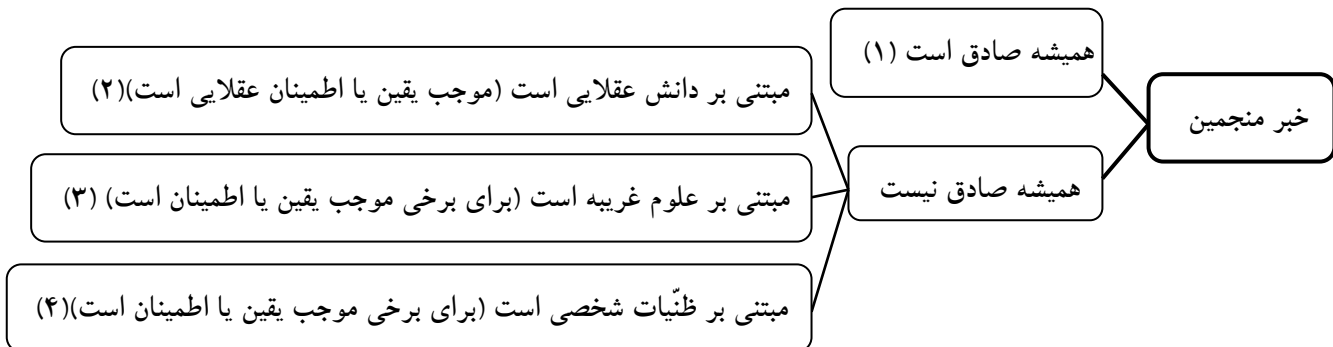 خبر منجمین
همیشه صادق است (۱)
همیشه صادق نیست
مبتنی بر دانش عقلایی است (موجب یقین یا اطمینان عقلایی است)(۲)
مبتنی بر علوم غریبه است (برای برخی موجب یقین یا اطمینان است) (۳)
مبتنی بر ظنّیات شخصی است (برای برخی موجب یقین یا اطمینان است)(۴)